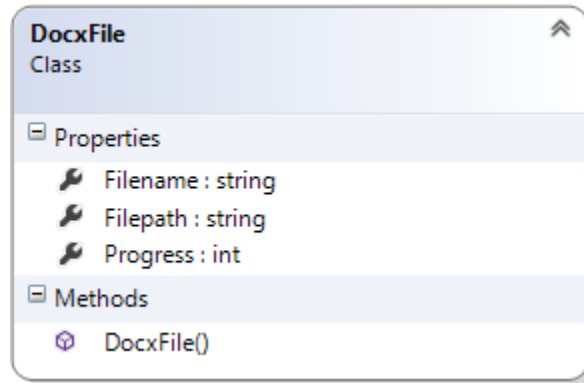 DocxFile
Class
Properties
Filename : string
Filepath : string
Progress : int
Methods
DocxFile()